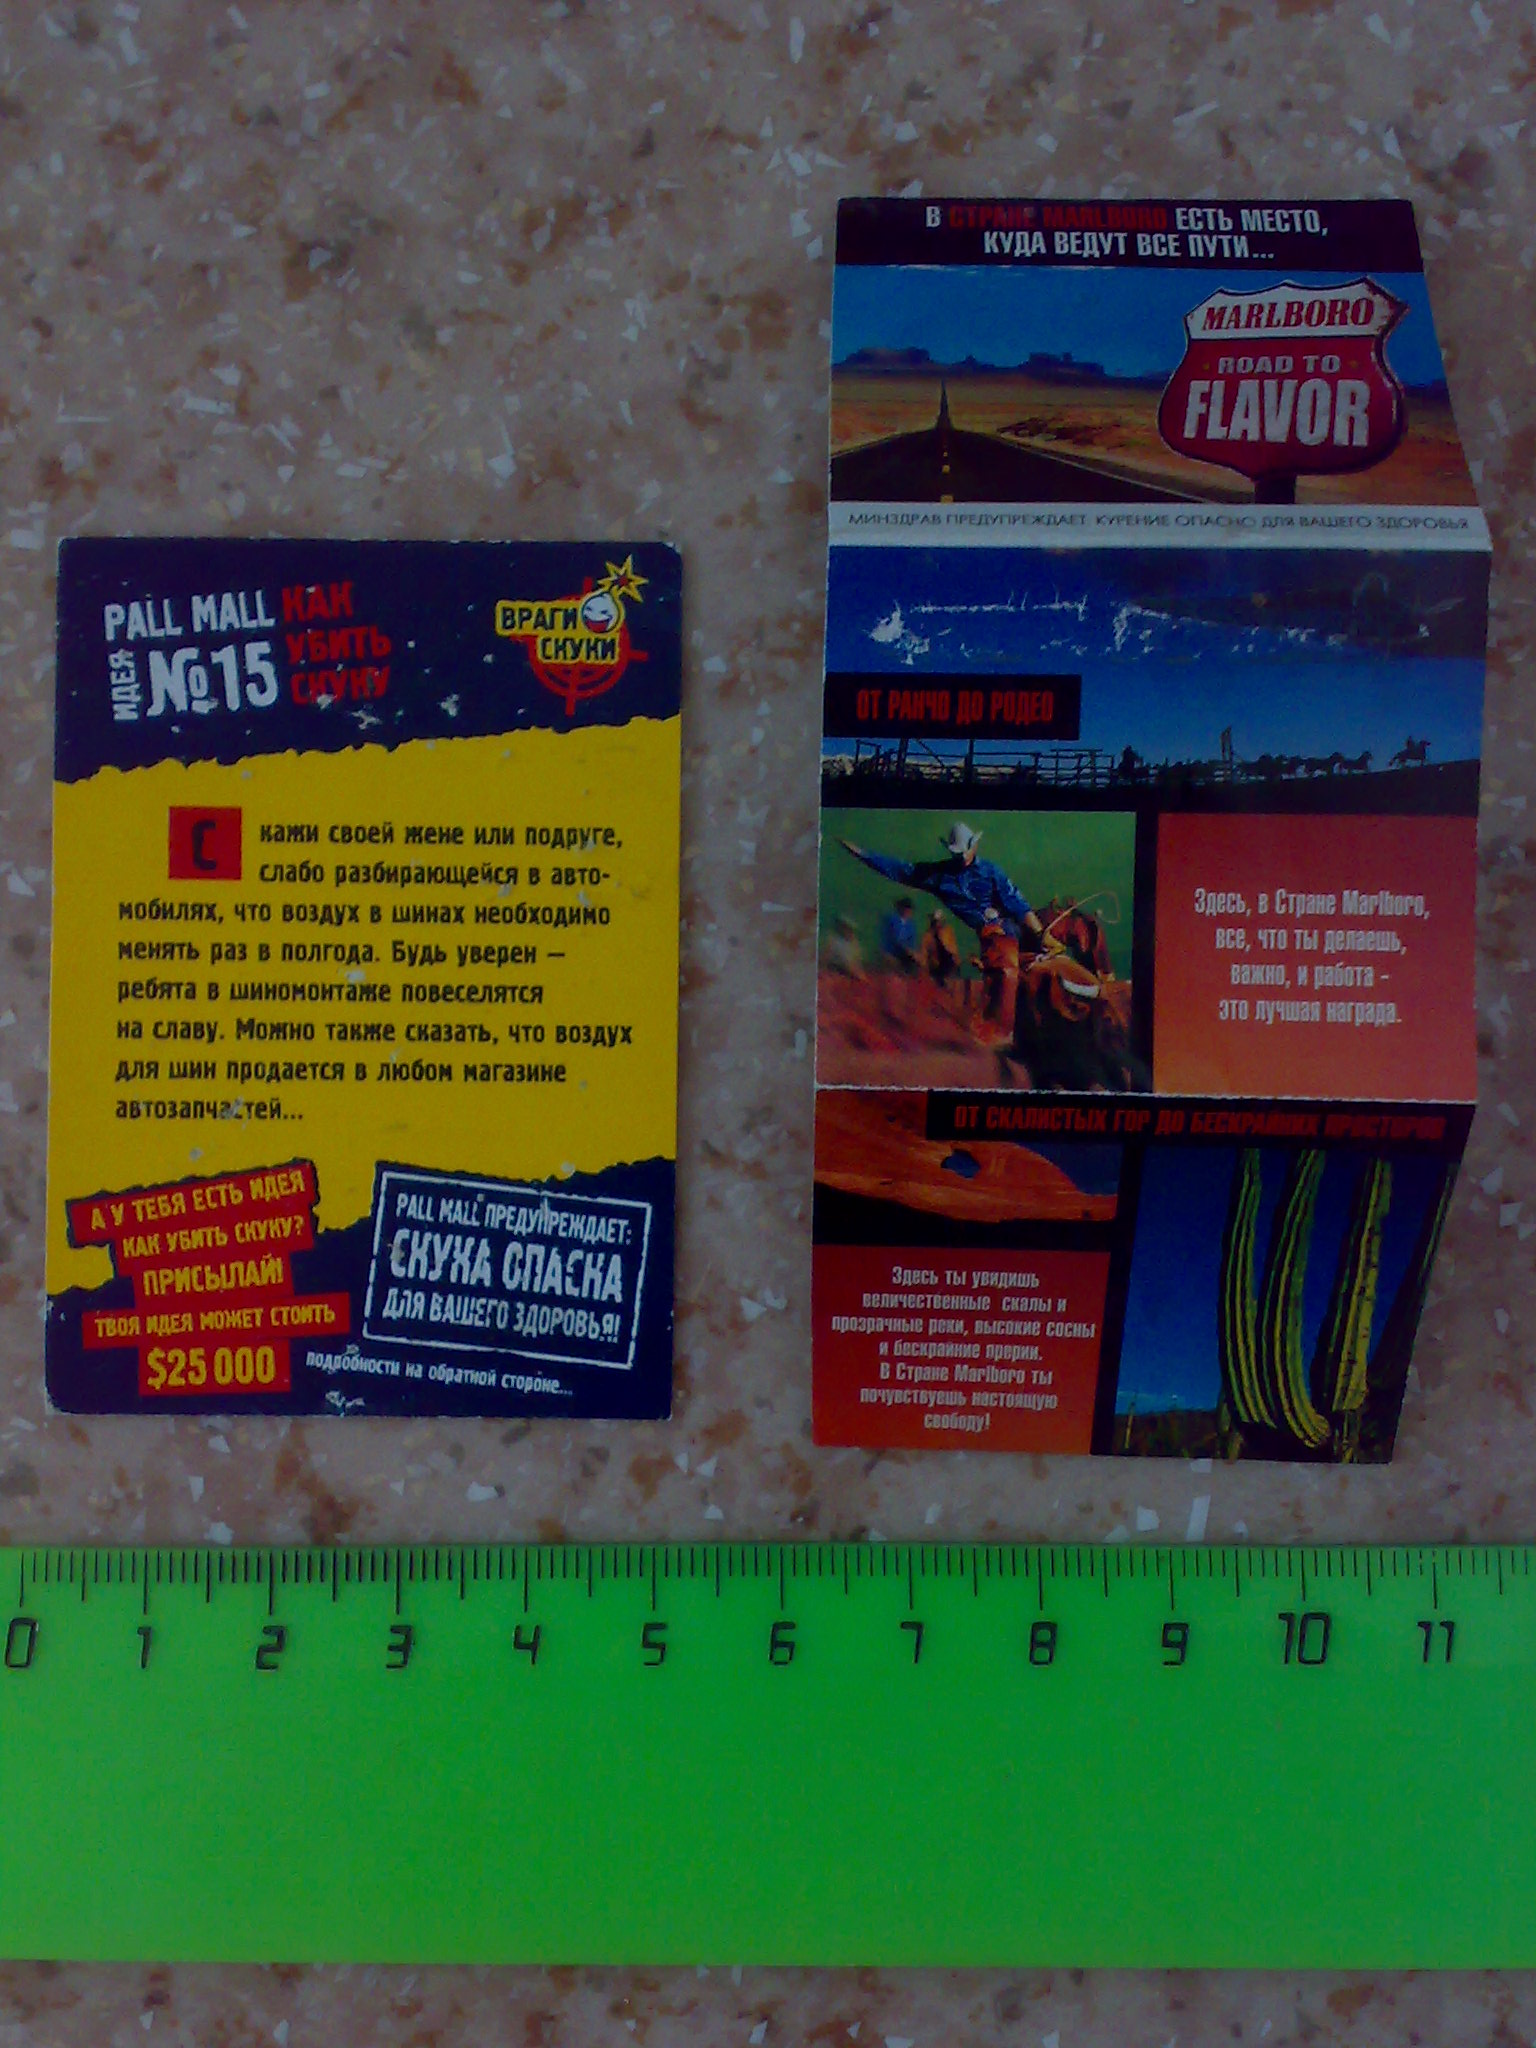 PALL MALL КАК
УБИТЬ
СКУКУ
ИДЕЯ №15
ВРАГИ
СКУКИ
С
кажи своей жене или подруге,
слабо разбирающейся в авто-
мобилях, что воздух в шинах необходимо
менять раз в полгода. Будь уверен —
ребята в шиномонтаже повеселятся
на славу. Можно также сказать, что воздух
для шин продается в любом магазине
автозапчастей...
А У ТЕБЯ ЕСТЬ ИДЕЯ
КАК УБИТЬ СКУКУ?
ПРИСЫЛАЙ!
ТВОЯ ИДЕЯ МОЖЕТ СТОИТЬ
$25 000
PALL MALL ПРЕДУПРЕЖДАЕТ:
СКУКА ОПАСНА
ДЛЯ ВАШЕГО ЗДОРОВЬЯ!
подробности на обратной стороне...
В СТРАНЕ MARLBORO ЕСТЬ МЕСТО,
КУДА ВЕДУТ ВСЕ ПУТИ...
MARLBORO
ROAD TO
FLAVOR
МИНЗДРАВ ПРЕДУПРЕЖДАЕТ: КУРЕНИЕ ОПАСНО ДЛЯ ВАШЕГО ЗДОРОВЬЯ
ОТ РАНЧО ДО РОДЕО
Здесь, в Стране Marlboro,
все, что ты делаешь,
важно, и работа -
это лучшая награда.
ОТ СКАЛИСТЫХ ГОР ДО БЕСКРАЙНИХ ПРОСТОРОВ
Здесь ты увидишь
величественные скалы и
прозрачные реки, высокие сосны
и бескрайние прерии.
В Стране Marlboro ты
почувствуешь настоящую
свободу!
0 1 2 3 4 5 6 7 8 9 10 11